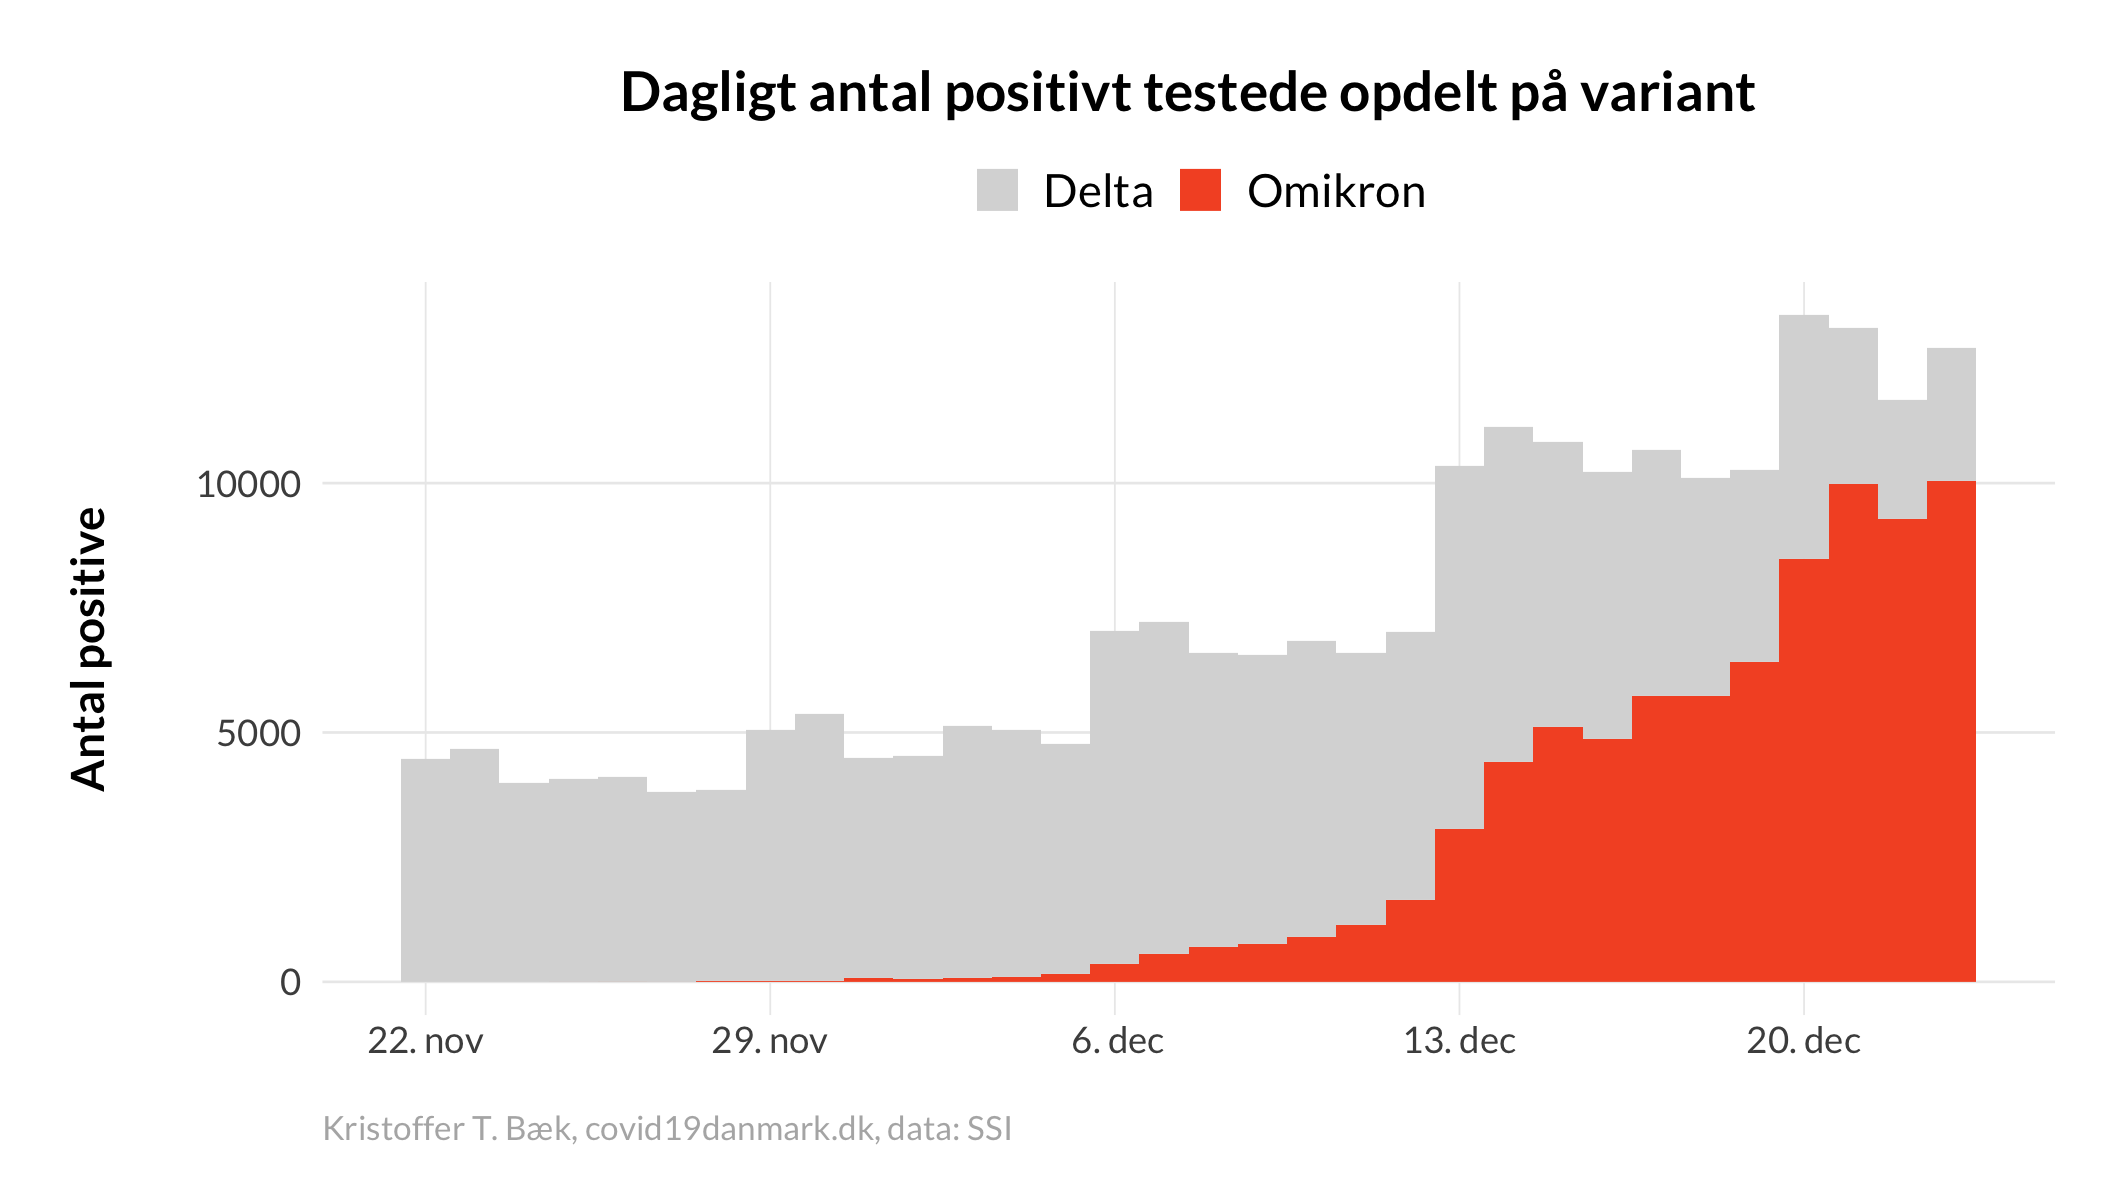 Dagligt antal positivt testede opdelt på variant
Delta Omikron
Antal positive
10000
5000
0
22. nov 29. nov 6. dec 13. dec 20. dec
Kristoffer T. Bæk, covid19danmark.dk, data: SSI